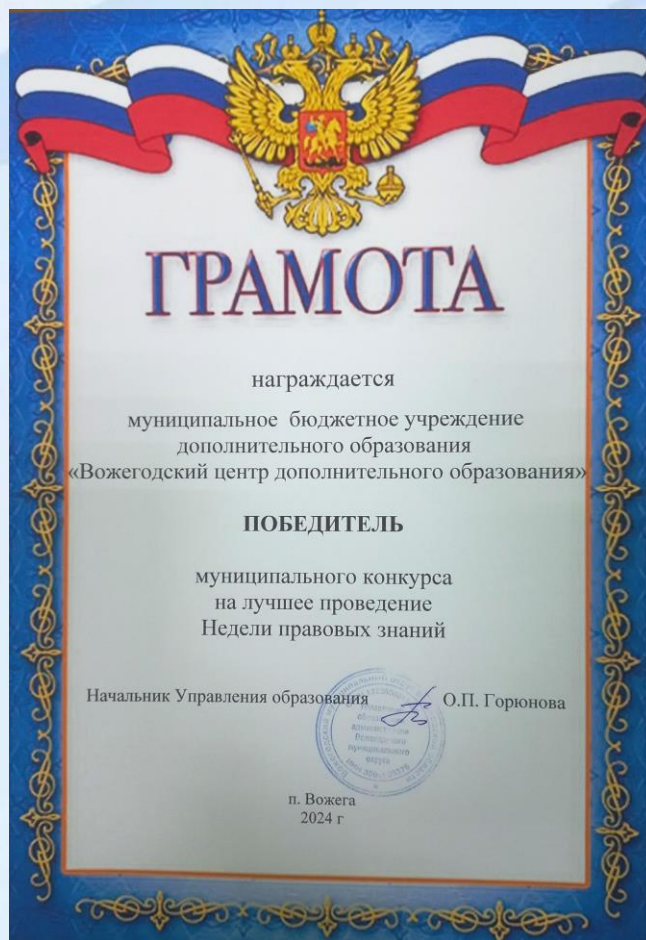 ГРАМОТА
награждается
муниципальное бюджетное учреждение
дополнительного образования
«Вожегодский центр дополнительного образования»
ПОБЕДИТЕЛЬ
муниципального конкурса
на лучшее проведение
Недели правовых знаний
Начальник Управления образования О.П. Горюнова
п. Вожега
2024 г